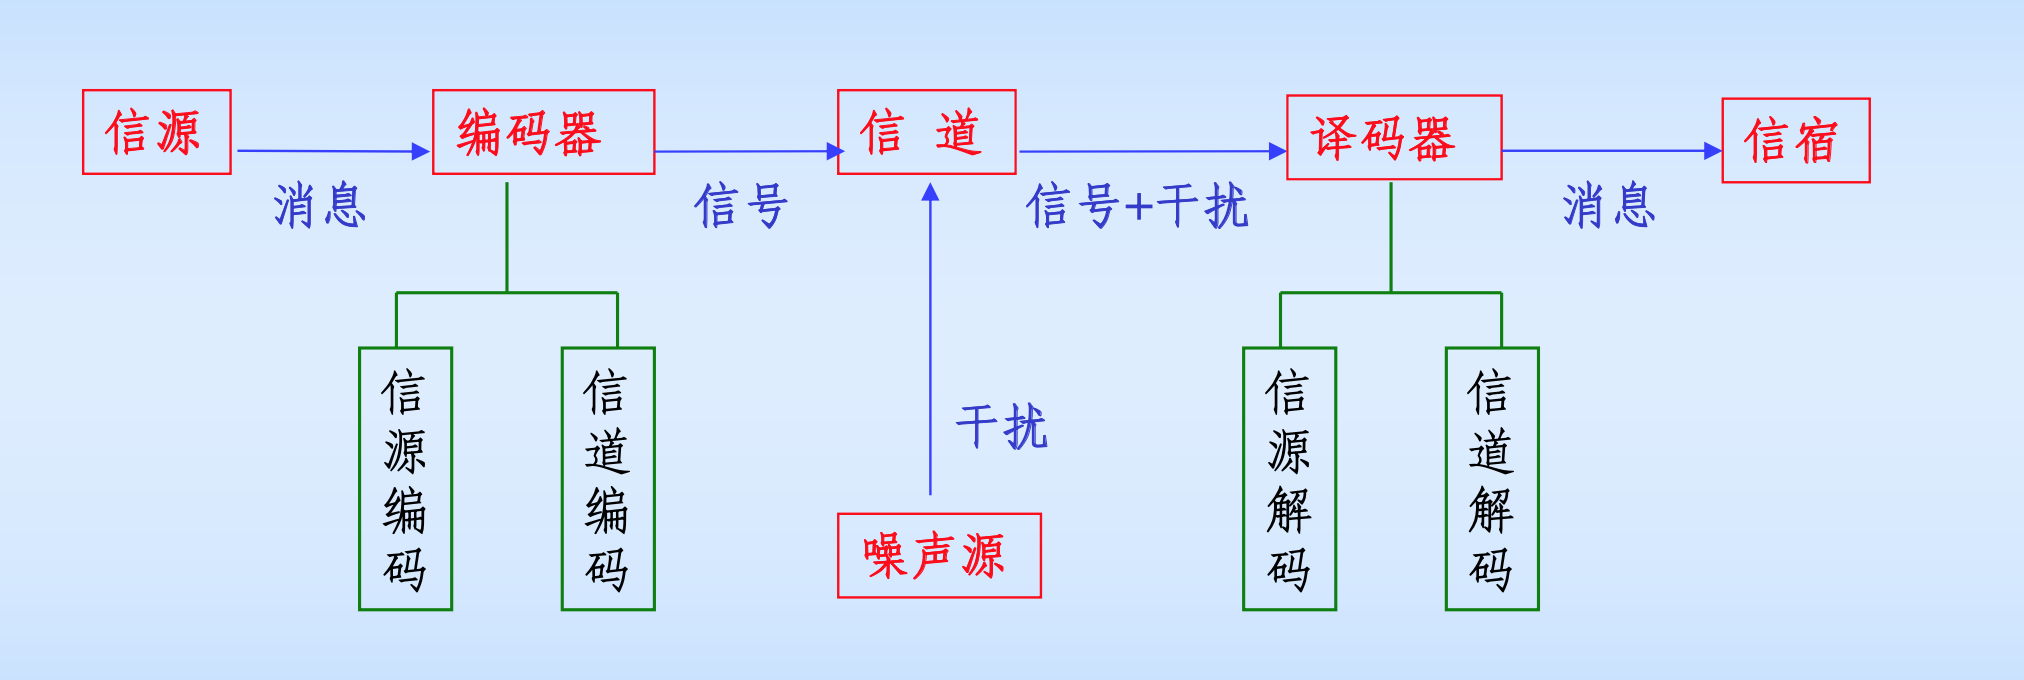 信源
编码器
信 道
译码器
信宿
消息
信号
信号+干扰
消息
干扰
噪声源
信源编码
信道编码
信源解码
信道解码